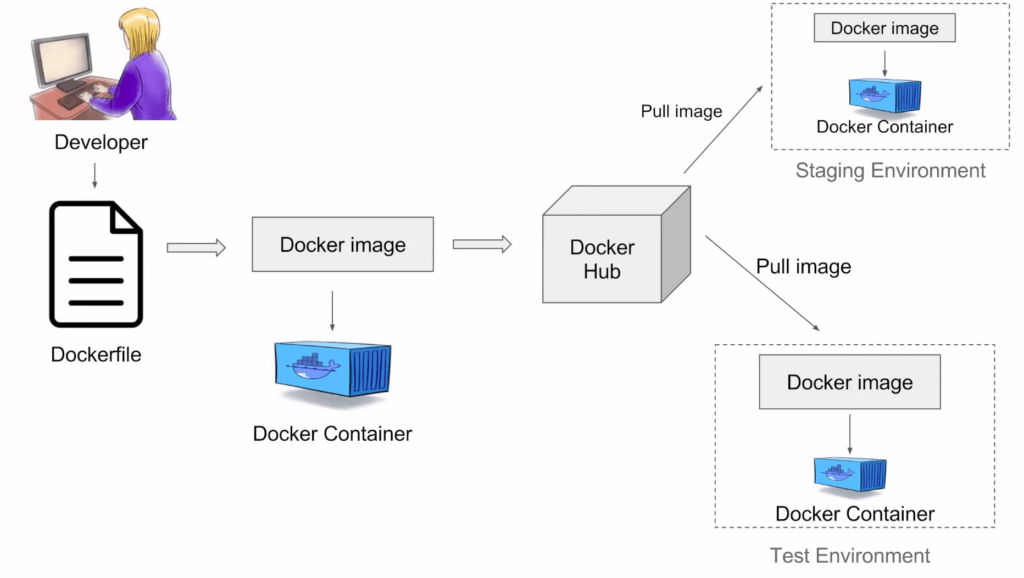 Developer
Dockerfile
Docker image
Docker Container
Docker
Hub
Pull image
Docker image
Docker Container
Staging Environment
Pull image
Docker image
Docker Container
Test Environment